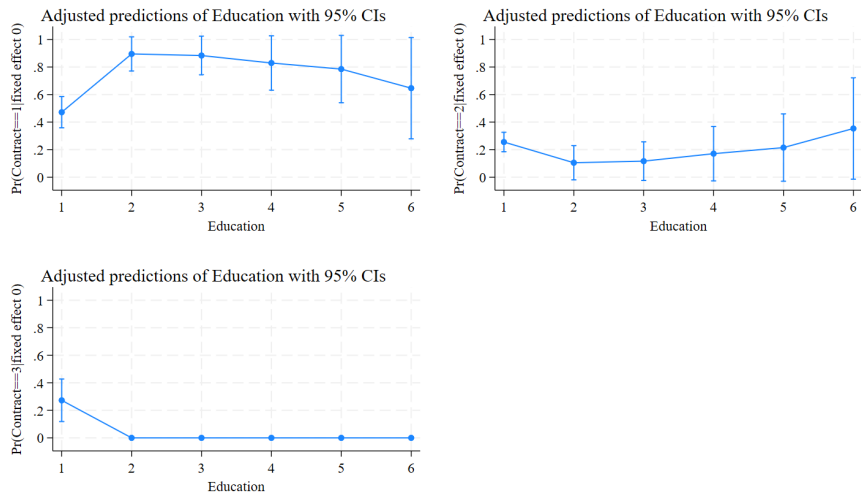 Adjusted predictions of Education with 95% CIs
Pr(Contract==1|fixed effect 0)
1
.8
.6
.4
.2
0
1 2 3 4 5 6
Education
Adjusted predictions of Education with 95% CIs
Pr(Contract==2|fixed effect 0)
1
.8
.6
.4
.2
0
1 2 3 4 5 6
Education
Adjusted predictions of Education with 95% CIs
Pr(Contract==3|fixed effect 0)
1
.8
.6
.4
.2
0
1 2 3 4 5 6
Education